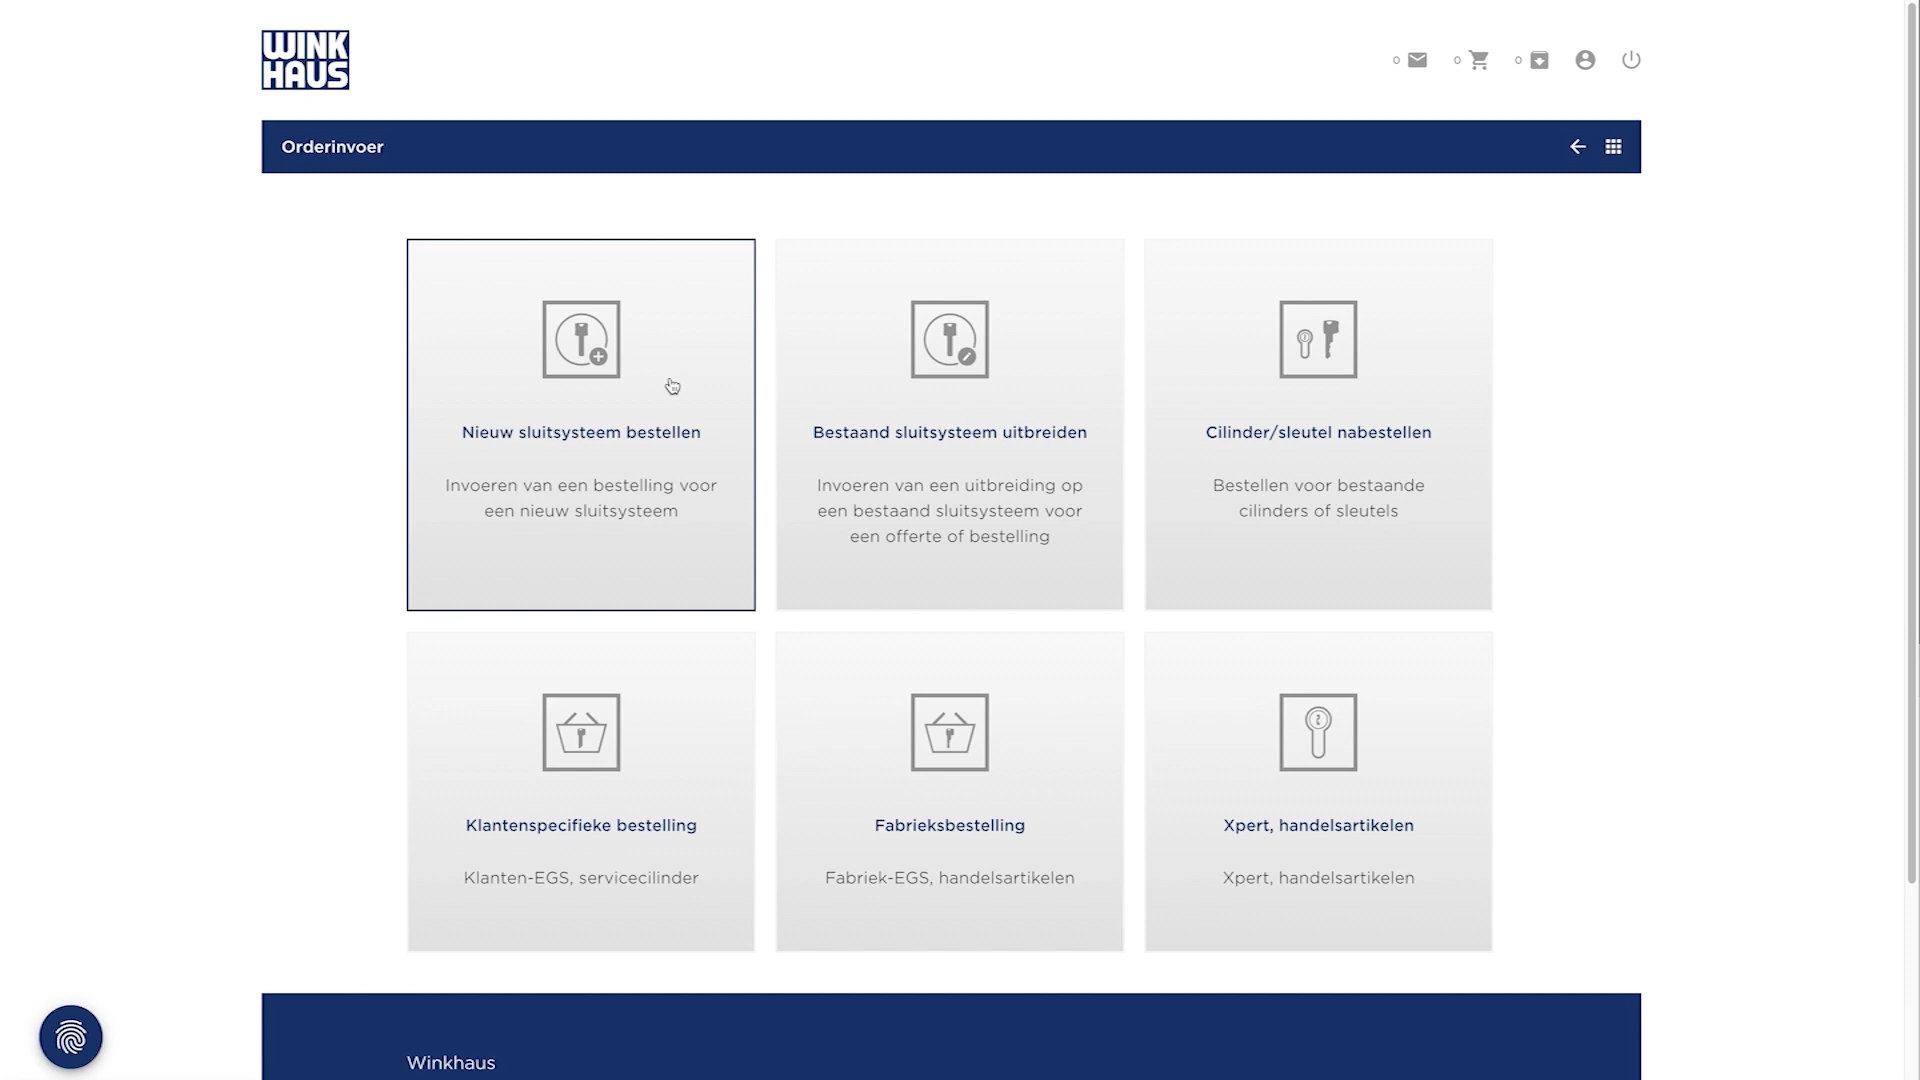 WINK
HAUS
0
0
0
Orderinvoer
Nieuw sluitsysteem bestellen
Invoeren van een bestelling voor
een nieuw sluitsysteem
Bestaand sluitsysteem uitbreiden
Invoeren van een uitbreiding op
een bestaand sluitsysteem voor
een offerte of bestelling
Cilinder/sleutel nabestellen
Bestellen voor bestaande
cilinders of sleutels
Klantenspecifieke bestelling
Klanten-EGS, servicecilinder
Fabrieksbestelling
Fabriek-EGS, handelsartikelen
Xpert, handelsartikelen
Xpert, handelsartikelen
Winkhaus